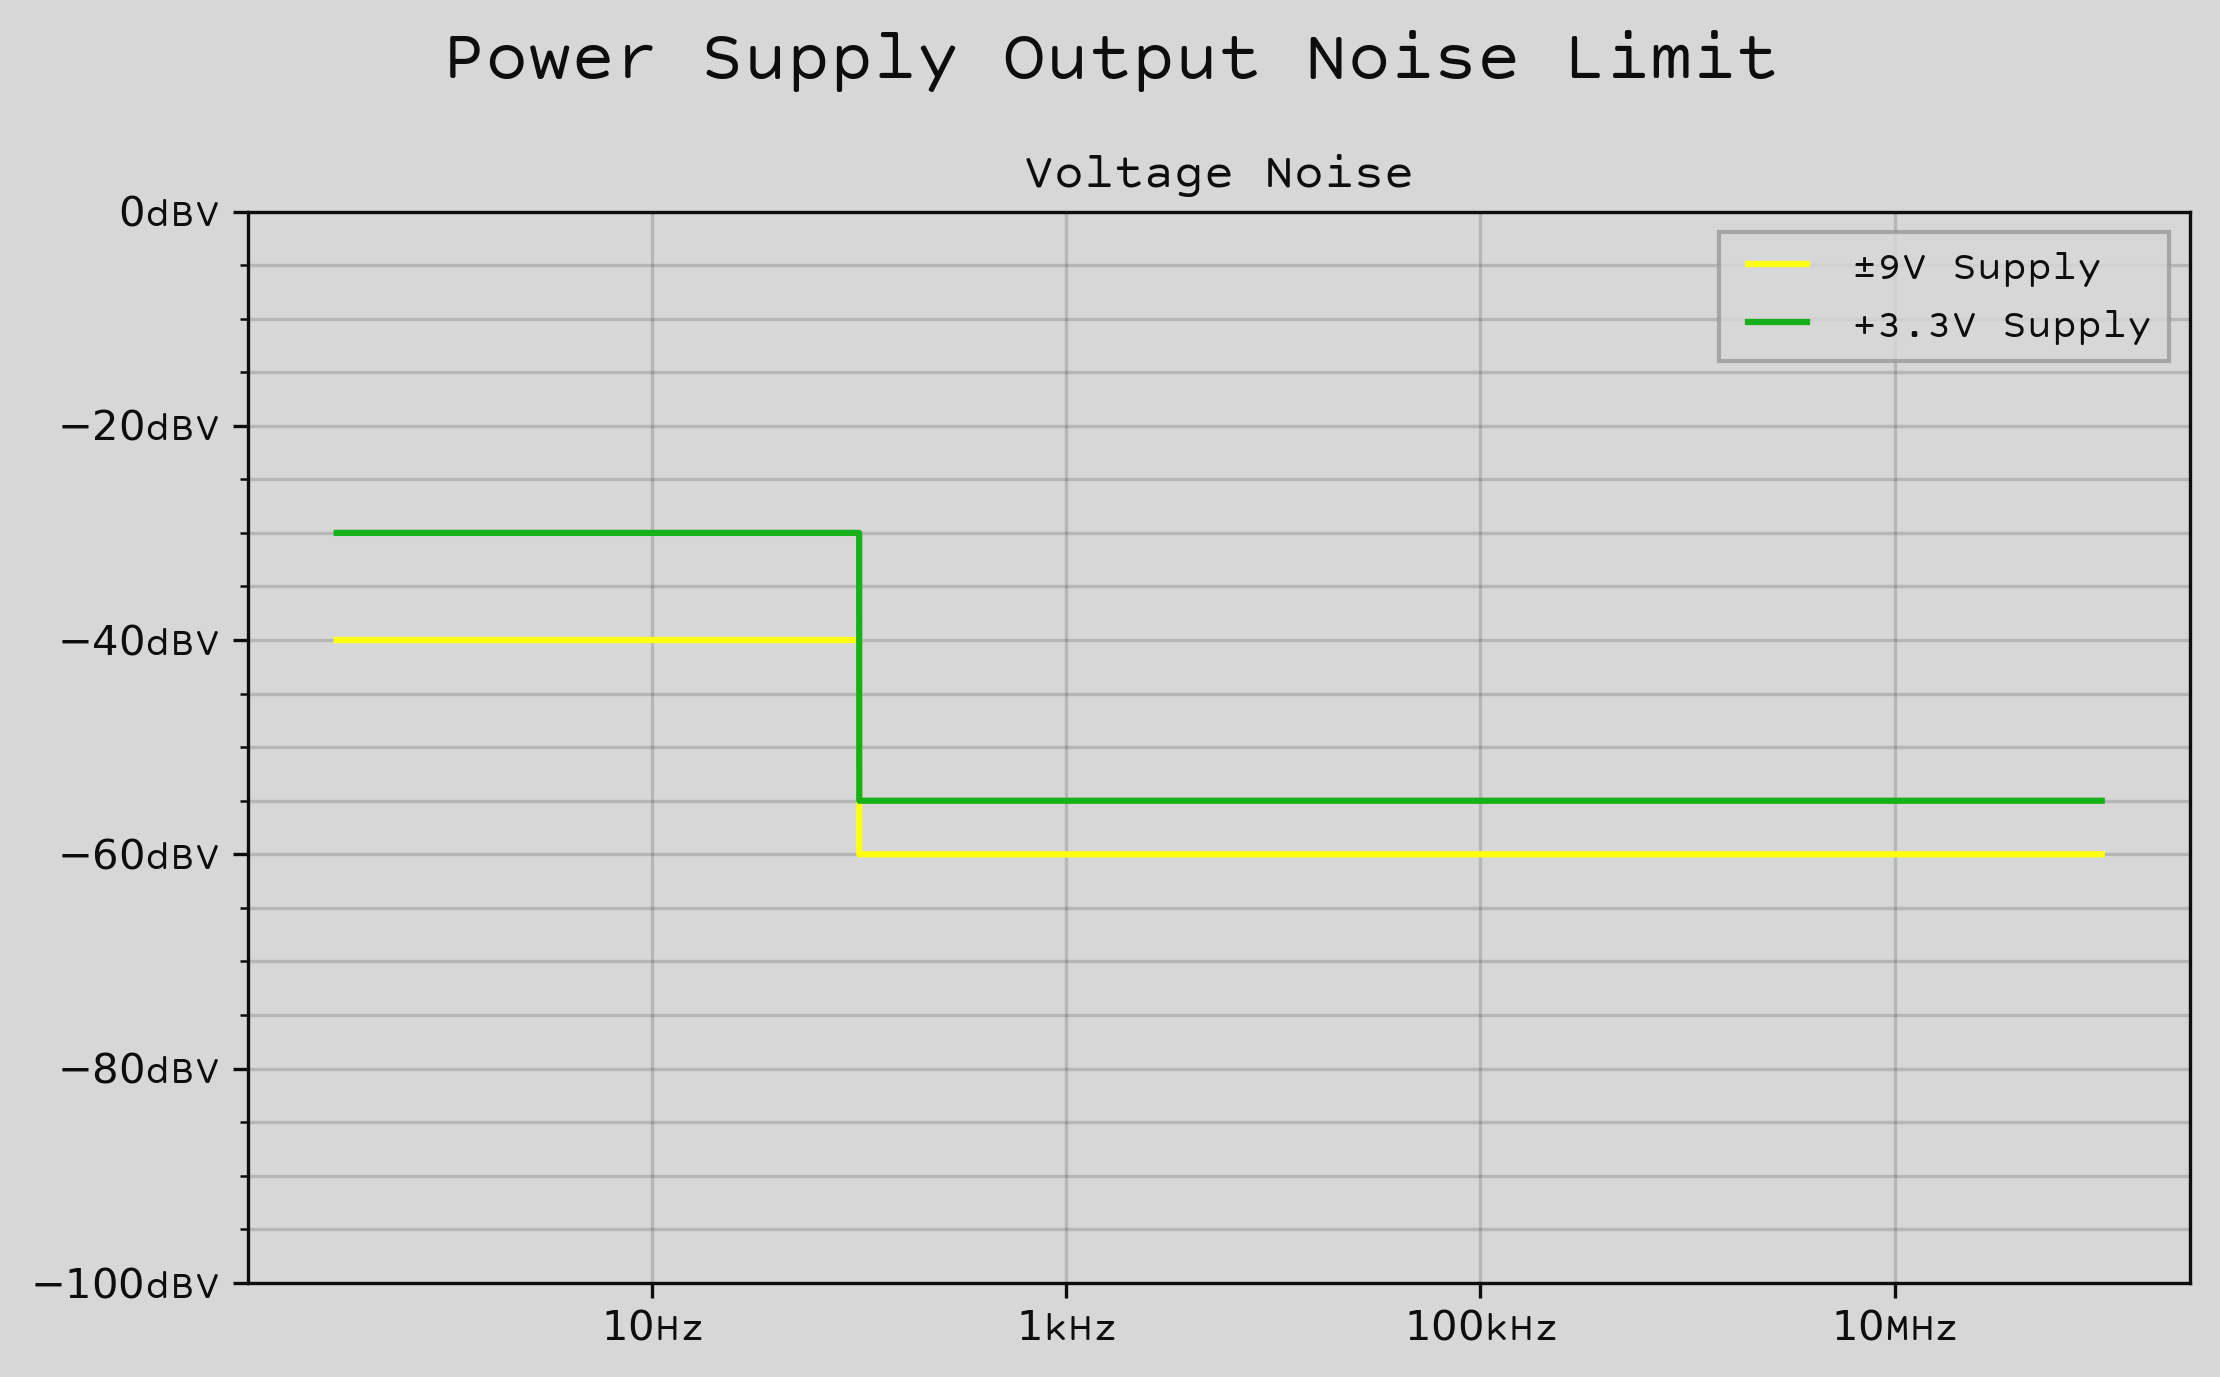 Power Supply Output Noise Limit
Voltage Noise
0dBV
−20dBV
−40dBV
−60dBV
−80dBV
−100dBV
±9V Supply
+3.3V Supply
10Hz
1kHz
100kHz
10MHz